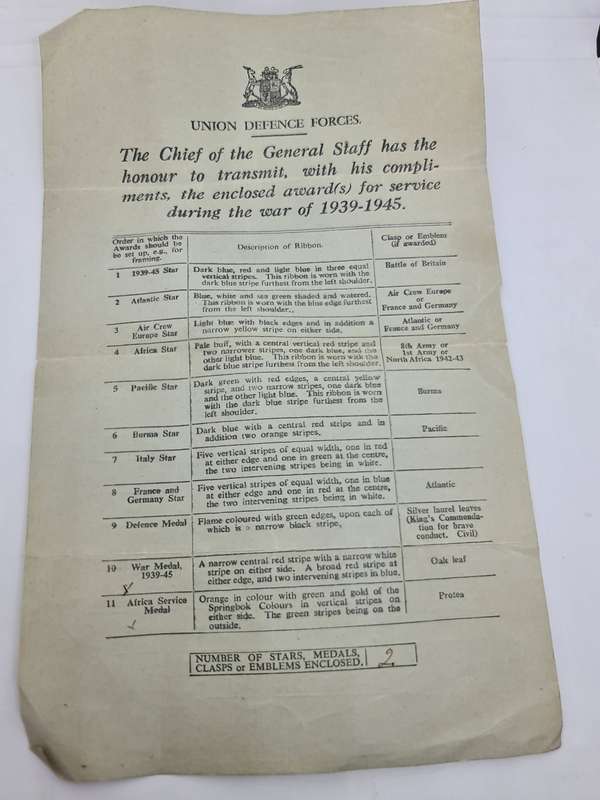 UNION DEFENCE FORCES.
The Chief of the General Staff has the
honour to transmit, with his compli-
ments, the enclosed award(s) for service
during the war of 1939-1945.
Order in which the
Awards should be
be set up, e.g., for
framing.
Description of Ribbon.
Clasp or Emblem
(if awarded)
1 1939-45 Star
Dark blue, red and light blue in three equal
vertical stripes. This ribbon is worn with the
dark blue stripe furthest from the left shoulder.
Battle of Britain
2 Atlantic Star
Blue, white and sea green shaded and watered.
This ribbon is worn with the blue edge furthest
from the left shoulder..
Air Crew Europe
or
France and Germany
3 Air Crew
Europe Star
Light blue with black edges and in addition a
narrow yellow stripe on either side.
Atlantic or
France and Germany
4 Africa Star
Pale buff, with a central vertical red stripe and
two narrower stripes, one dark blue, and the
other light blue. This ribbon is worn with the
dark blue stripe furthest from the left shoulder.
8th Army or
1st Army or
North Africa 1942-43
5 Pacific Star
Dark green with red edges, a central yellow
stripe, and two narrow stripes, one dark blue
and the other light blue. This ribbon is worn
with the dark blue stripe furthest from the
left shoulder.
Burma
6 Burma Star
Dark blue with a central red stripe and in
addition two orange stripes.
Pacific
7 Italy Star
Five vertical stripes of equal width, one in red
at either edge and one in green at the centre,
the two intervening stripes being in white.
8 France and
Germany Star
Five vertical stripes of equal width, one in blue
at either edge and one in red at the centre,
the two intervening stripes being in white.
Atlantic
9 Defence Medal
Flame coloured with green edges, upon each of
which is a narrow black stripe.
Silver laurel leaves
(King's Commenda-
tion for brave
conduct. Civil)
10 War Medal,
1939-45
A narrow central red stripe with a narrow white
stripe on either side. A broad red stripe at
either edge, and two intervening stripes in blue.
Oak leaf
11 Africa Service
Medal
Orange in colour with green and gold of the
Springbok Colours in vertical stripes on
either side. The green stripes being on the
outside.
Protea
NUMBER OF STARS, MEDALS,
CLASPS or EMBLEMS ENCLOSED.
2